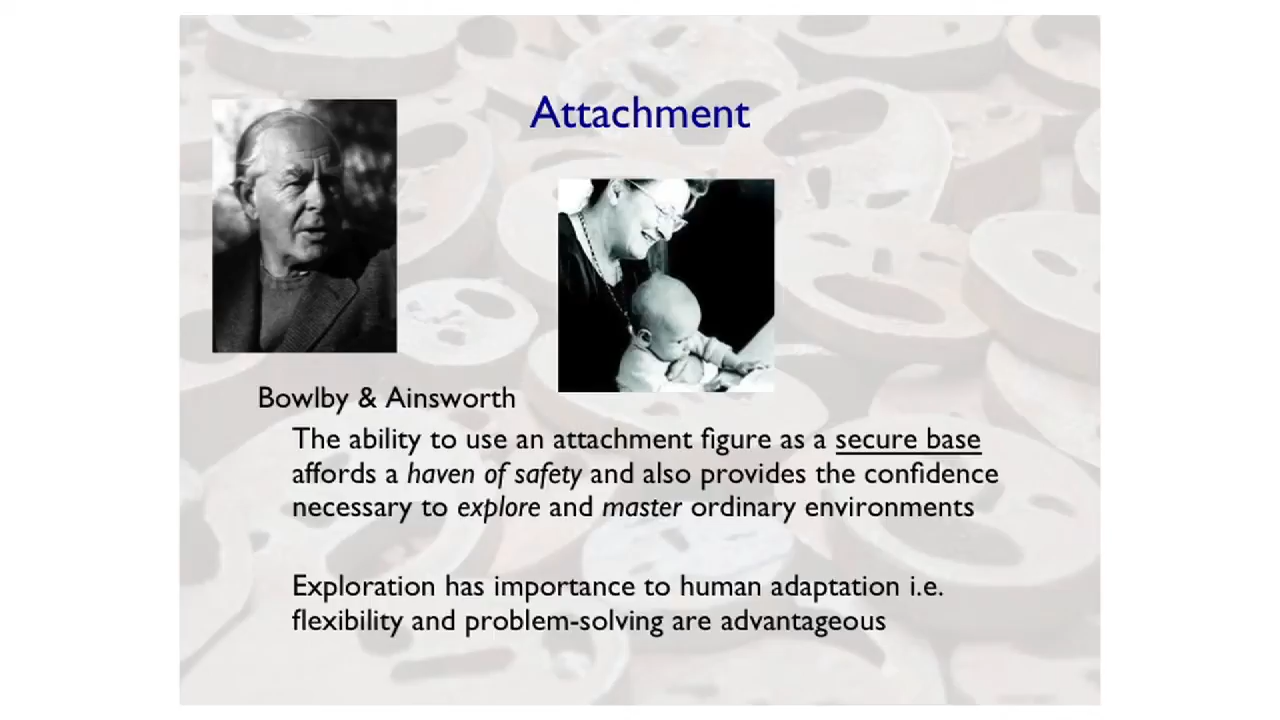 Attachment
Bowlby & Ainsworth
The ability to use an attachment figure as a secure base
affords a haven of safety and also provides the confidence
necessary to explore and master ordinary environments
Exploration has importance to human adaptation i.e.
flexibility and problem-solving are advantageous